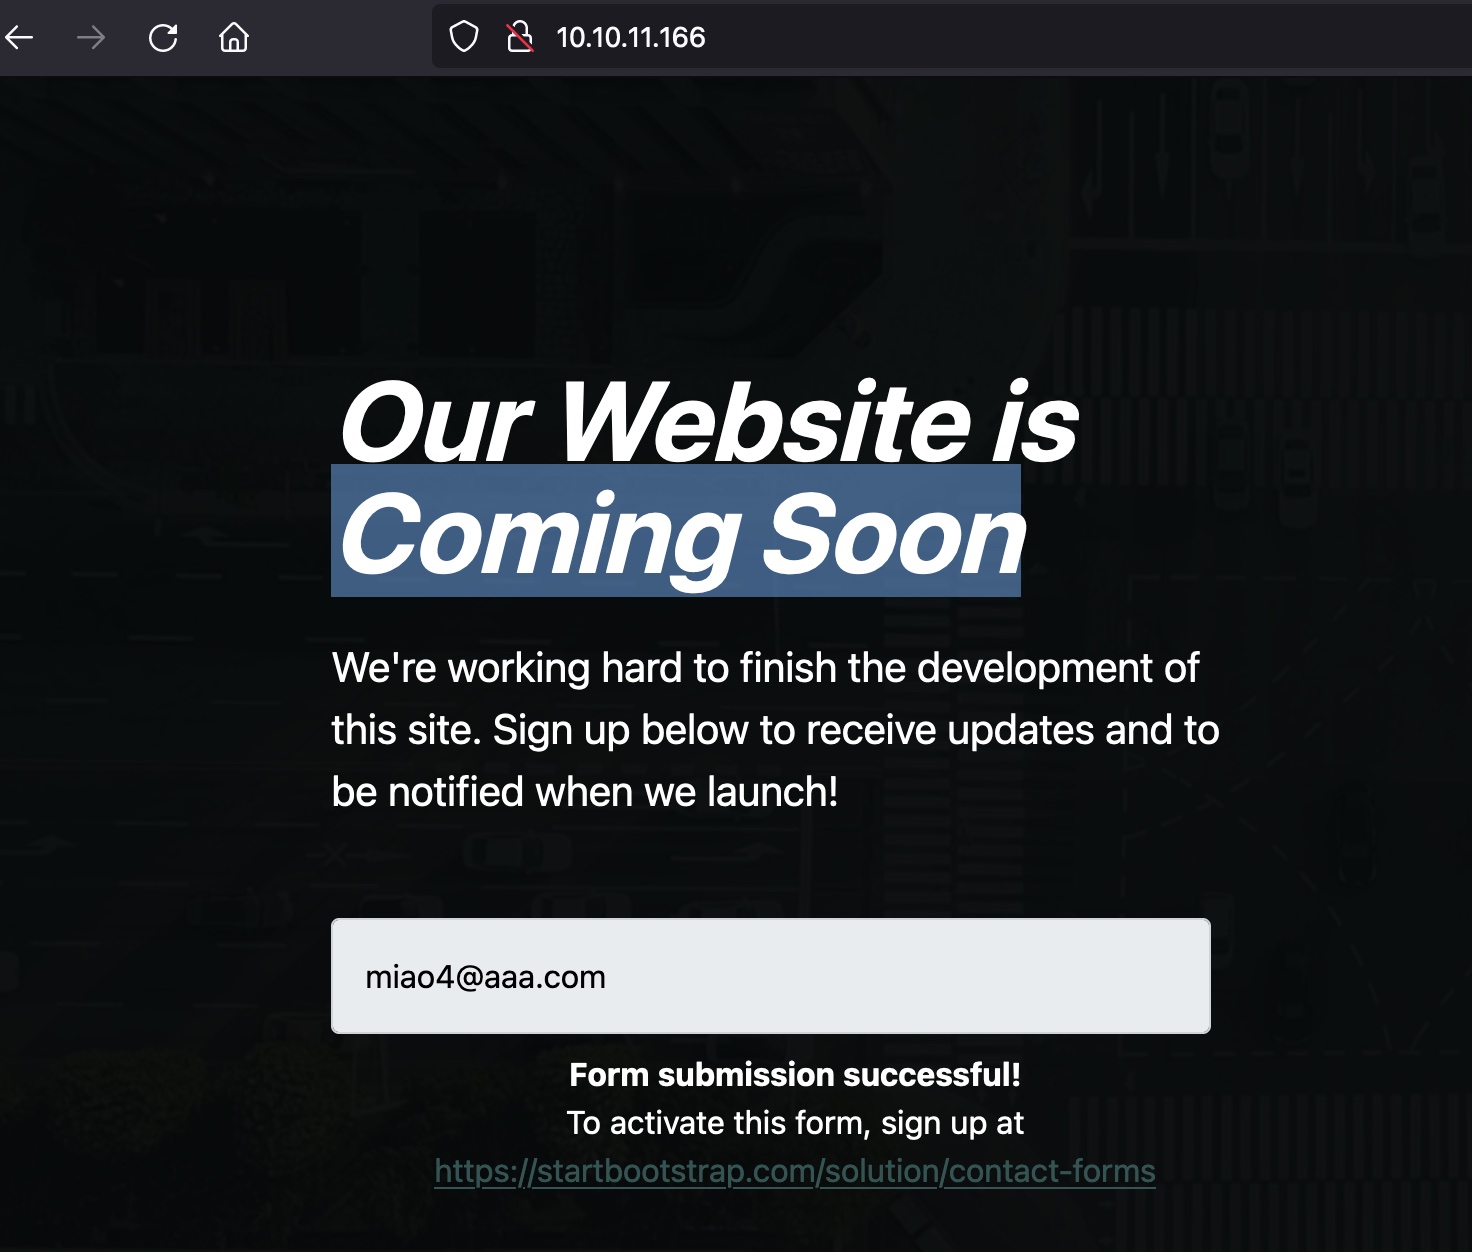 10.10.11.166
Our Website is
Coming Soon
We're working hard to finish the development of
this site. Sign up below to receive updates and to
be notified when we launch!
miao4@aaa.com
Form submission successful!
To activate this form, sign up at
https://startbootstrap.com/solution/contact-forms